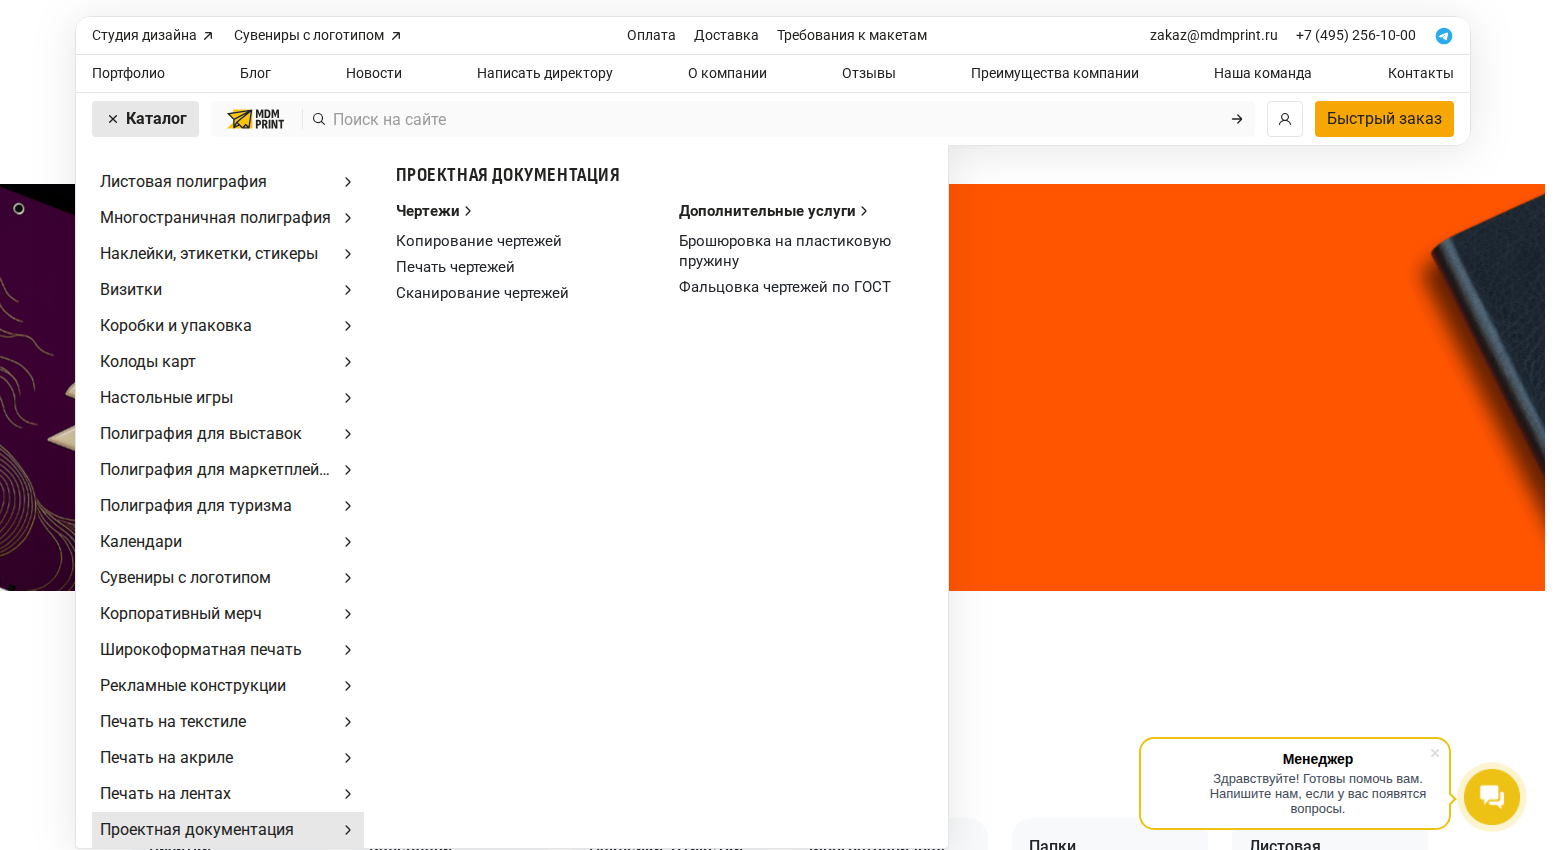 Студия дизайна
Сувениры с логотипом
Оплата
Доставка
Требования к макетам
zakaz@mdmprint.ru
+7 (495) 256-10-00
Портфолио
Блог
Новости
Написать директору
О компании
Отзывы
Преимущества компании
Наша команда
Контакты
Каталог
MDM
PRINT
Поиск на сайте
Быстрый заказ
Листовая полиграфия
Многостраничная полиграфия
Наклейки, этикетки, стикеры
Визитки
Коробки и упаковка
Колоды карт
Настольные игры
Полиграфия для выставок
Полиграфия для маркетплей...
Полиграфия для туризма
Календари
Сувениры с логотипом
Корпоративный мерч
Широкоформатная печать
Рекламные конструкции
Печать на текстиле
Печать на акриле
Печать на лентах
Проектная документация
ПРОЕКТНАЯ ДОКУМЕНТАЦИЯ
Чертежи
Копирование чертежей
Печать чертежей
Сканирование чертежей
Дополнительные услуги
Брошюровка на пластиковую
пружину
Фальцовка чертежей по ГОСТ
Менеджер
Здравствуйте! Готовы помочь вам.
Напишите нам, если у вас появятся
вопросы.
Папки
Листовая